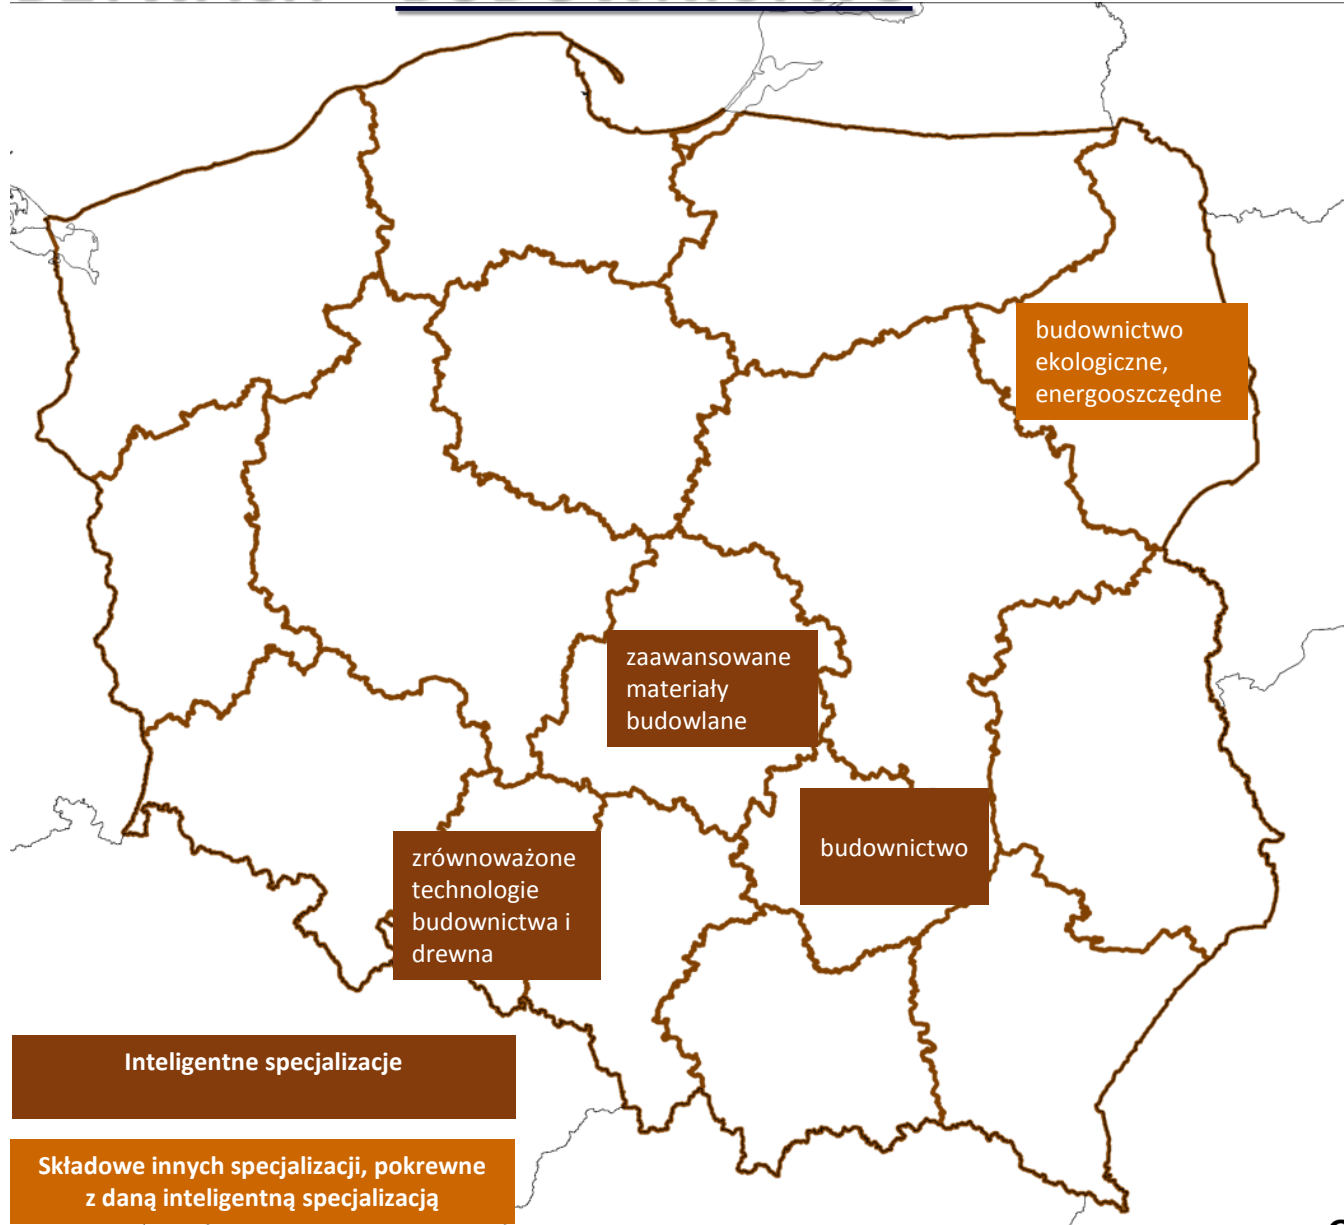 budownictwo
ekologiczne,
energooszczędne
zaawansowane
materiały
budowlane
budownictwo
zrównoważone
technologie
budownictwa i
drewna
Inteligentne specjalizacje
Składowe innych specjalizacji, pokrewne
z daną inteligentną specjalizacją